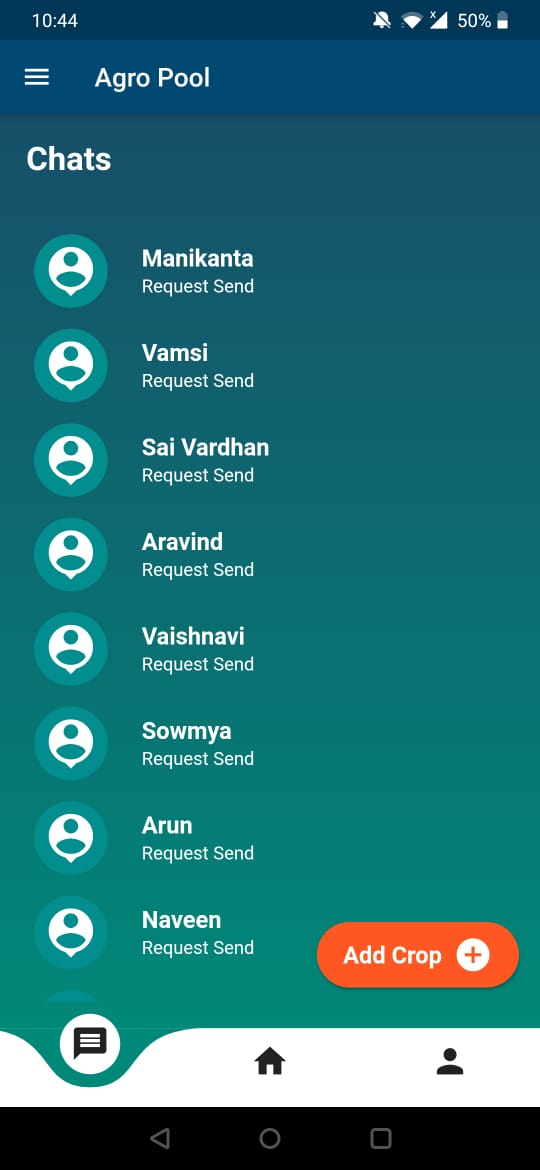 10:44
x 50%
Agro Pool
Chats
Manikanta
Request Send
Vamsi
Request Send
Sai Vardhan
Request Send
Aravind
Request Send
Vaishnavi
Request Send
Sowmya
Request Send
Arun
Request Send
Naveen
Request Send
Add Crop